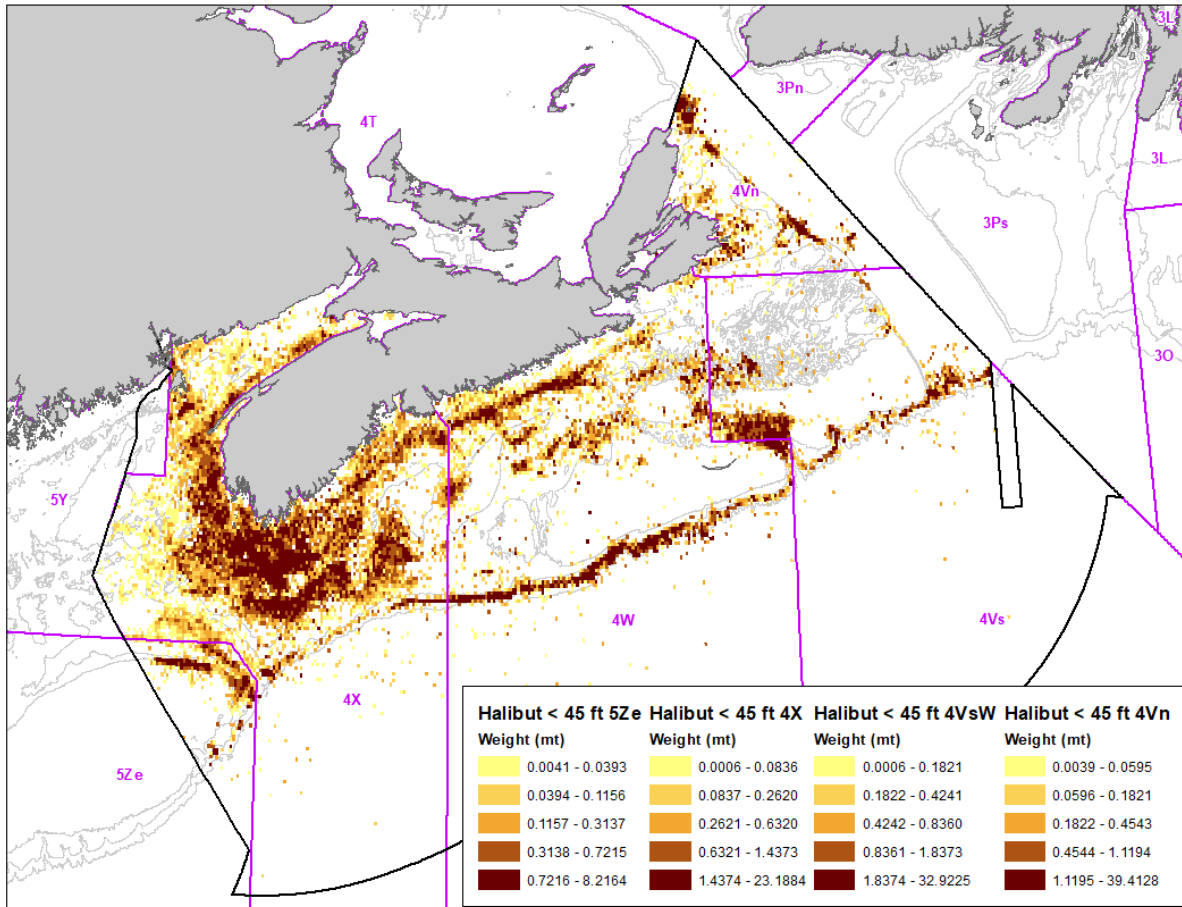 3L
3Pn
4T
3L
4Vn
3Ps
3O
5Y
4W
4Vs
4X
5Ze
Halibut < 45 ft 5Ze Halibut < 45 ft 4X Halibut < 45 ft 4VsW Halibut < 45 ft 4Vn
Weight (mt) Weight (mt) Weight (mt) Weight (mt)
0.0041 - 0.0393 0.0006 - 0.0836 0.0006 - 0.1821 0.0039 - 0.0595
0.0394 - 0.1156 0.0837 - 0.2620 0.1822 - 0.4241 0.0596 - 0.1821
0.1157 - 0.3137 0.2621 - 0.6320 0.4242 - 0.8360 0.1822 - 0.4543
0.3138 - 0.7215 0.6321 - 1.4373 0.8361 - 1.8373 0.4544 - 1.1194
0.7216 - 8.2164 1.4374 - 23.1884 1.8374 - 32.9225 1.1195 - 39.4128